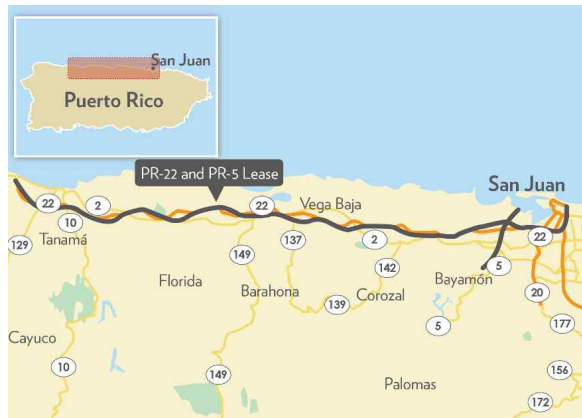 San Juan
Puerto Rico
PR-22 and PR-5 Lease
San Juan
Vega Baja
22
2
10
22
22
129
Tanamá
137
2
149
142
5
Florida
Barahona
Bayamón
139
Corozal
20
5
177
Cayuco
10
149
156
Palomas
172